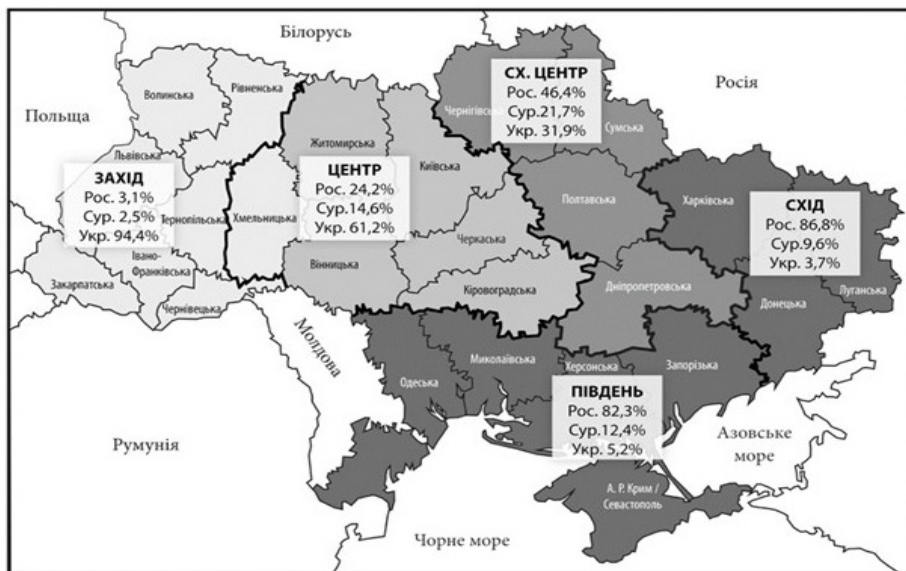 Білорусь
Росія
Польща
Волинська
Рівненська
Чернігівська
СХ. ЦЕНТР
Рос. 46,4%
Сур.21,7%
Укр. 31,9%
Сумська
Львівська
ЗАХІД
Рос. 3,1%
Сур. 2,5%
Укр. 94,4%
Тернопільська
Хмельницька
Житомирська
ЦЕНТР
Рос. 24,2%
Сур.14,6%
Укр. 61,2%
Київська
Полтавська
Харківська
СХІД
Рос. 86,8%
Сур.9,6%
Укр. 3,7%
Івано-
Франківська
Закарпатська
Чернівецька
Вінницька
Черкаська
Кіровоградська
Дніпропетровська
Донецька
Луганська
Молдова
Одеська
Миколаївська
Херсонська
Запорізька
ПІВДЕНЬ
Рос. 82,3%
Сур.12,4%
Укр. 5,2%
Румунія
Азовське
море
А. Р. Крим /
Севастополь
Чорне море